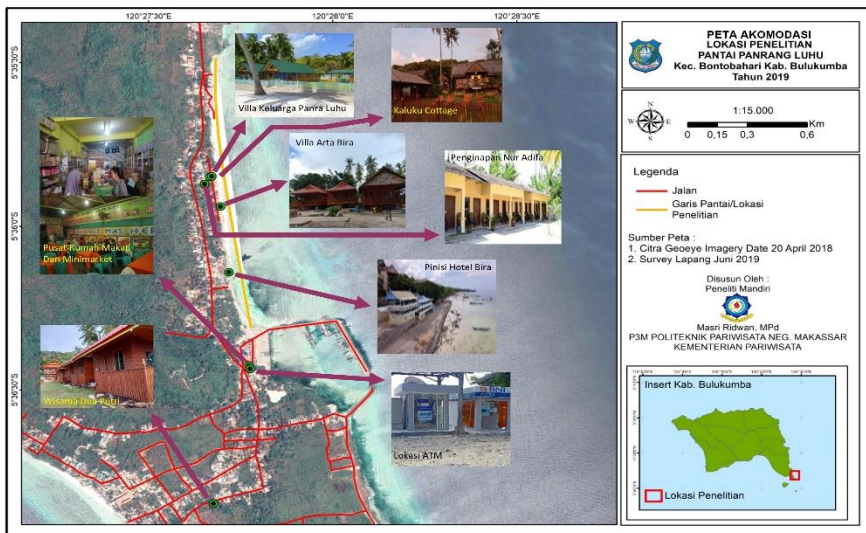 120°27'30"E
120°28'0"E
120°28'30"E
5°35'30"S
5°36'0"S
5°36'30"S
Villa Keluarga Panra Luhu
Kaluku Cottage
Villa Arta Bira
Penginapan Nur Adifa
Pusat Rumah Makan
Dan Minimarket
Pinisi Hotel Bira
Wisama Dua Putri
Lokasi ATM
PETA AKOMODASI
LOKASI PENELITIAN
PANTAI PANRANG LUHU
Kec. Bontobahari Kab. Bulukumba
Tahun 2019
N
W E
S
1:15.000
Km
0 0,15 0,3 0,6
Legenda
Jalan
Garis Pantai/Lokasi
Penelitian
Sumber Peta :
1. Citra Geoeye Imagery Date 20 April 2018
2. Survey Lapang Juni 2019
Disusun Oleh :
Peneliti Mandiri
Masri Ridwan, MPd
P3M POLITEKNIK PARIWISATA NEG. MAKASSAR
KEMENTERIAN PARIWISATA
Insert Kab. Bulukumba
Lokasi Penelitian